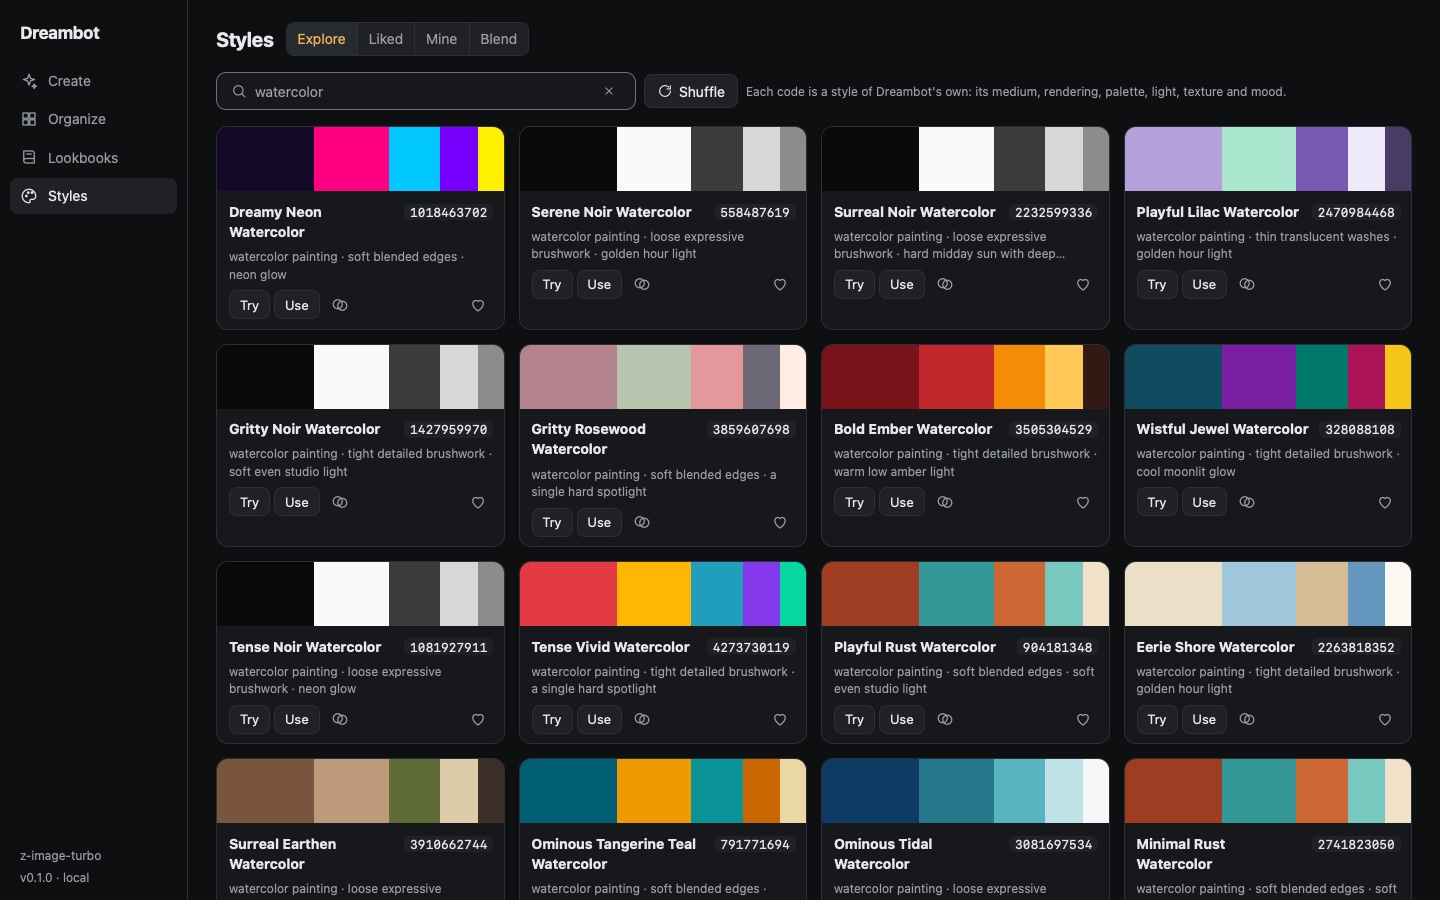 Dreambot
Create
Organize
Lookbooks
Styles
z-image-turbo
v0.1.0 · local
Styles
Explore
Liked
Mine
Blend
watercolor
Shuffle
Each code is a style of Dreambot's own: its medium, rendering, palette, light, texture and mood.
Dreamy Neon
Watercolor
1018463702
watercolor painting · soft blended edges ·
neon glow
Try
Use
Serene Noir Watercolor
558487619
watercolor painting · loose expressive
brushwork · golden hour light
Try
Use
Surreal Noir Watercolor
2232599336
watercolor painting · loose expressive
brushwork · hard midday sun with deep...
Try
Use
Playful Lilac Watercolor
2470984468
watercolor painting · thin translucent washes ·
golden hour light
Try
Use
Gritty Noir Watercolor
1427959970
watercolor painting · tight detailed brushwork ·
soft even studio light
Try
Use
Gritty Rosewood
Watercolor
3859607698
watercolor painting · soft blended edges · a
single hard spotlight
Try
Use
Bold Ember Watercolor
3505304529
watercolor painting · tight detailed brushwork ·
warm low amber light
Try
Use
Wistful Jewel Watercolor
328088108
watercolor painting · tight detailed brushwork ·
cool moonlit glow
Try
Use
Tense Noir Watercolor
1081927911
watercolor painting · loose expressive
brushwork · neon glow
Try
Use
Tense Vivid Watercolor
4273730119
watercolor painting · tight detailed brushwork ·
a single hard spotlight
Try
Use
Playful Rust Watercolor
904181348
watercolor painting · soft blended edges · soft
even studio light
Try
Use
Eerie Shore Watercolor
2263818352
watercolor painting · tight detailed brushwork ·
golden hour light
Try
Use
Surreal Earthen
Watercolor
3910662744
watercolor painting · loose expressive
Ominous Tangerine Teal
Watercolor
791771694
watercolor painting · soft blended edges ·
Ominous Tidal
Watercolor
3081697534
watercolor painting · loose expressive
Minimal Rust
Watercolor
2741823050
watercolor painting · soft blended edges · soft